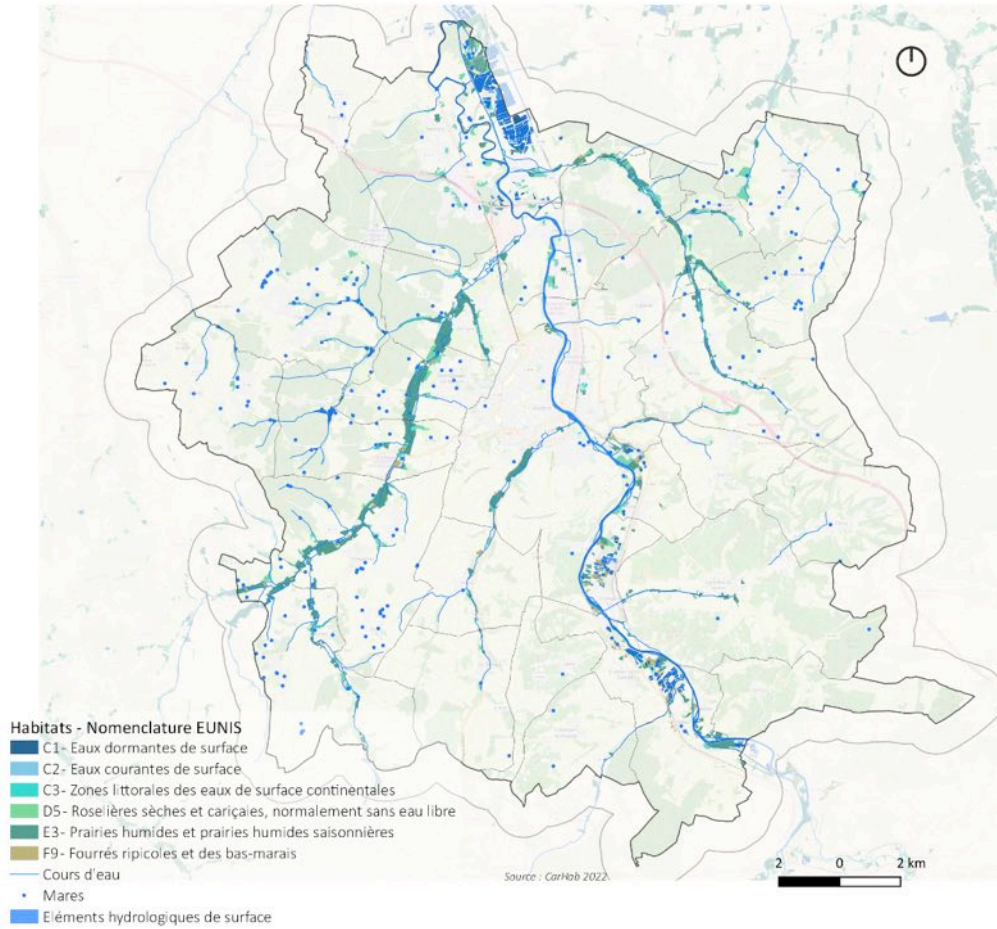 Habitats - Nomenclature EUNIS
C1- Eaux dormantes de surface
C2- Eaux courantes de surface
C3- Zones littorales des eaux de surface continentales
D5- Roselières sèches et cariçaies, normalement sans eau libre
E3- Prairies humides et prairies humides saisonnières
F9- Fourrés ripicoles et des bas-marais
Cours d'eau
Mares
Eléments hydrologiques de surface
Source : CarHab 2022
2 0 2 km